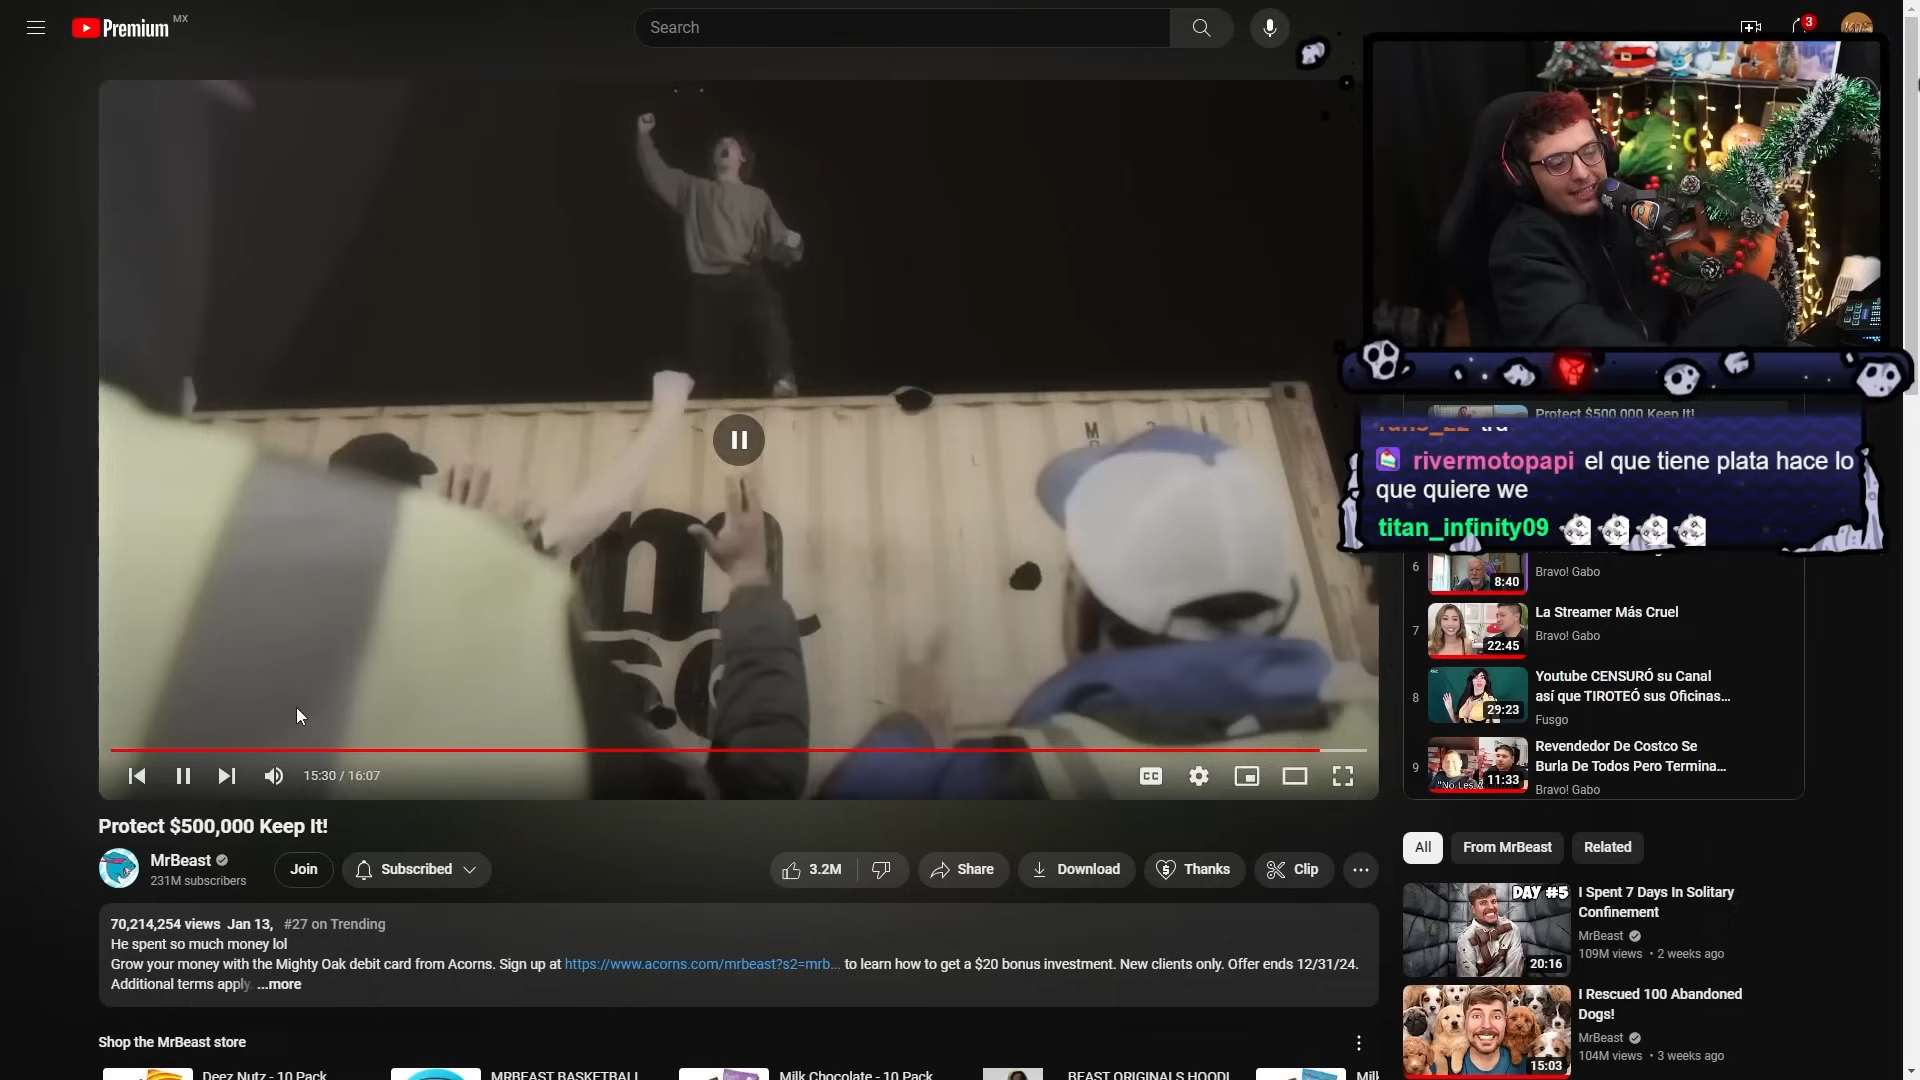 Premium MX
Search
3
Protect $500,000 Keep It!
rivermotopapi el que tiene plata hace lo
que quiere we
titan_infinity09
6
8:40
Bravo! Gabo
7
22:45
La Streamer Más Cruel
Bravo! Gabo
8
29:23
Youtube CENSURÓ su Canal
así que TIROTEÓ sus Oficinas...
Fusgo
9
11:33
Revendedor De Costco Se
Burla De Todos Pero Termina...
Bravo! Gabo
15:30 / 16:07
CC
Protect $500,000 Keep It!
MrBeast
231M subscribers
Join
Subscribed
3.2M
Share
Download
Thanks
Clip
70,214,254 views Jan 13, #27 on Trending
He spent so much money lol
Grow your money with the Mighty Oak debit card from Acorns. Sign up at https://www.acorns.com/mrbeast?s2=mrb... to learn how to get a $20 bonus investment. New clients only. Offer ends 12/31/24.
Additional terms apply. ...more
Shop the MrBeast store
Deez Nutz - 10 Pack
MRBEAST BASKETBALL
Milk Chocolate - 10 Pack
BEAST ORIGINALS HOODI
All
From MrBeast
Related
DAY #5
20:16
I Spent 7 Days In Solitary
Confinement
MrBeast
109M views • 2 weeks ago
15:03
I Rescued 100 Abandoned
Dogs!
MrBeast
104M views • 3 weeks ago